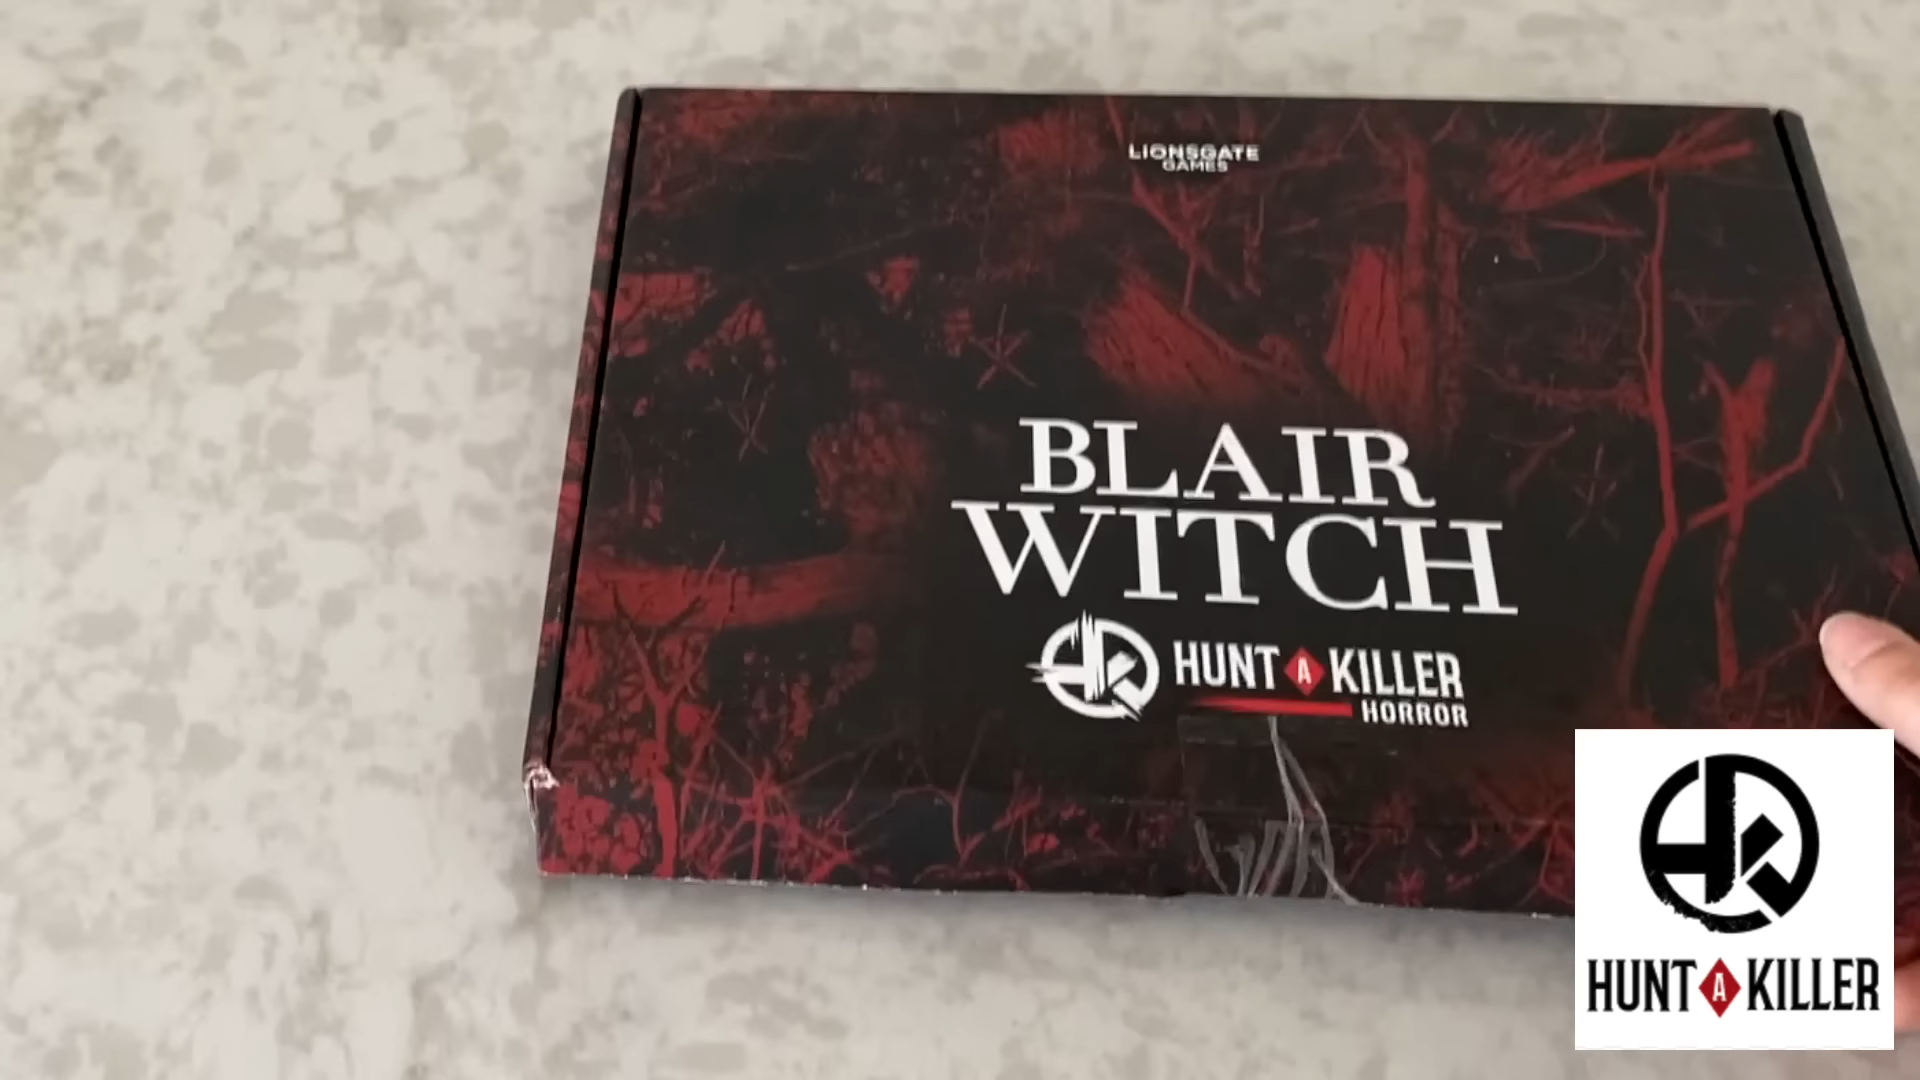 LIONSGATE
GAMES
BLAIR
WITCH
HUNT A KILLER
HORROR
HUNT A KILLER